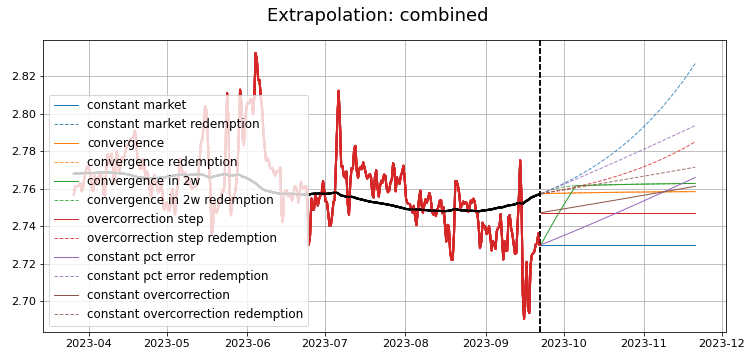 Extrapolation: combined
2.82
2.80
2.78
2.76
2.74
2.72
2.70
constant market
constant market redemption
convergence
convergence redemption
convergence in 2w
convergence in 2w redemption
overcorrection step
overcorrection step redemption
constant pct error
constant pct error redemption
constant overcorrection
constant overcorrection redemption
2023-04 2023-05 2023-06 2023-07 2023-08 2023-09 2023-10 2023-11 2023-12